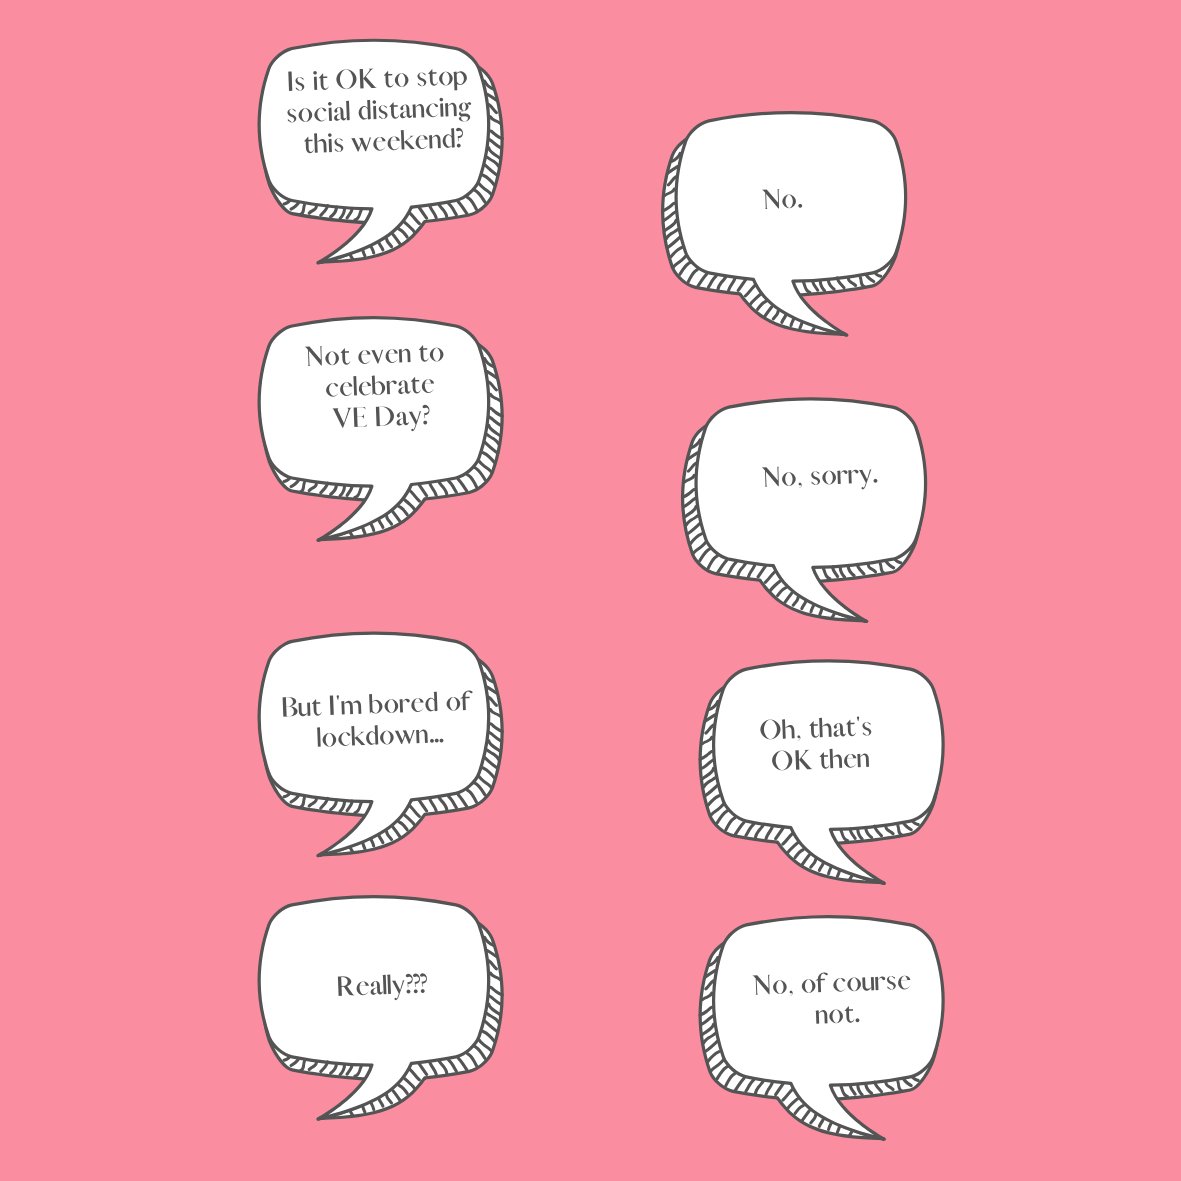 Is it OK to stop
social distancing
this weekend?
No.
Not even to
celebrate
VE Day?
No, sorry.
But I'm bored of
lockdown...
Oh, that's
OK then
Really???
No, of course
not.